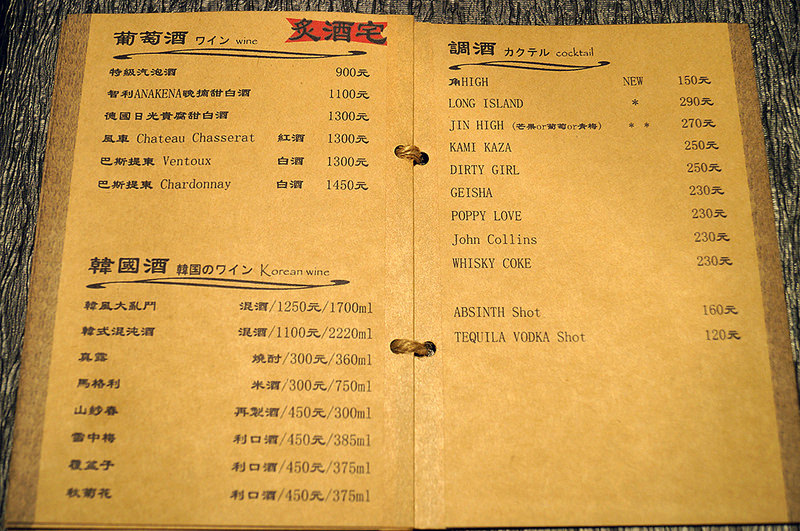 葡萄酒 ワイン wine 炙酒宅
特級汽泡酒 900元
智利ANAKENA晚摘甜白酒 1100元
德國日光貴腐甜白酒 1300元
風車 Chateau Chasserat 紅酒 1300元
巴斯提東 Ventoux 白酒 1300元
巴斯提東 Chardonnay 白酒 1450元
韓國酒 韓国のワイン Korean wine
韓風大亂鬥 混酒/1250元/1700ml
韓式混沌酒 混酒/1100元/2220ml
真露 燒酎/300元/360ml
馬格利 米酒/300元/750ml
山紗春 再製酒/450元/300ml
雪中梅 利口酒/450元/385ml
覆盆子 利口酒/450元/375ml
秋菊花 利口酒/450元/375ml
調酒 カクテル cocktail
角HIGH NEW 150元
LONG ISLAND * 290元
JIN HIGH (芒果or葡萄or青梅) * * 270元
KAMI KAZA 250元
DIRTY GIRL 250元
GEISHA 230元
POPPY LOVE 230元
John Collins 230元
WHISKY COKE 230元
ABSINTH Shot 160元
TEQUILA VODKA Shot 120元